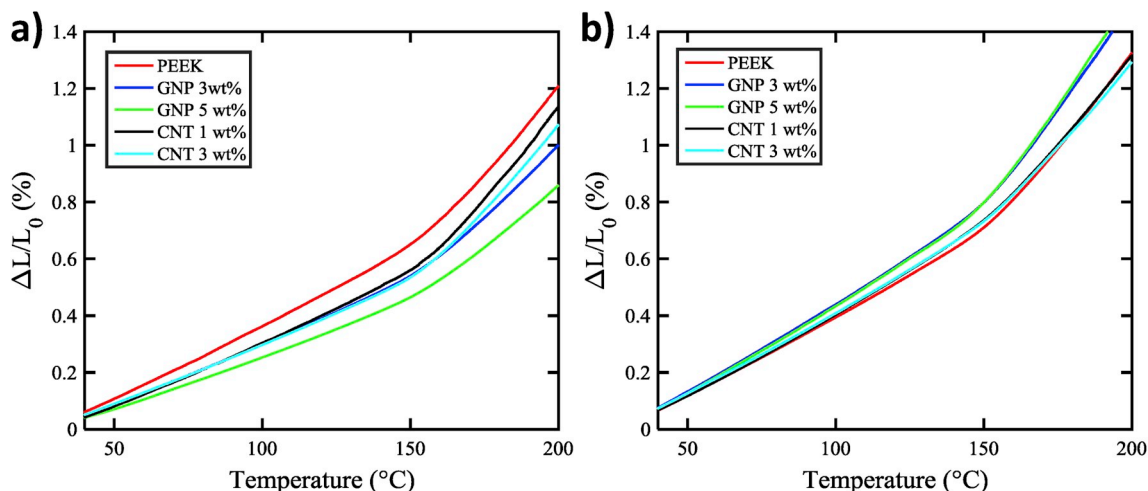 a)
1.4
1.2
1
0.8
0.6
0.4
0.2
0
ΔL/L0 (%)
PEEK
GNP 3wt%
GNP 5 wt%
CNT 1 wt%
CNT 3 wt%
50 100 150 200
Temperature (°C)
b)
1.4
1.2
1
0.8
0.6
0.4
0.2
0
ΔL/L0 (%)
PEEK
GNP 3 wt%
GNP 5 wt%
CNT 1 wt%
CNT 3 wt%
50 100 150 200
Temperature (°C)